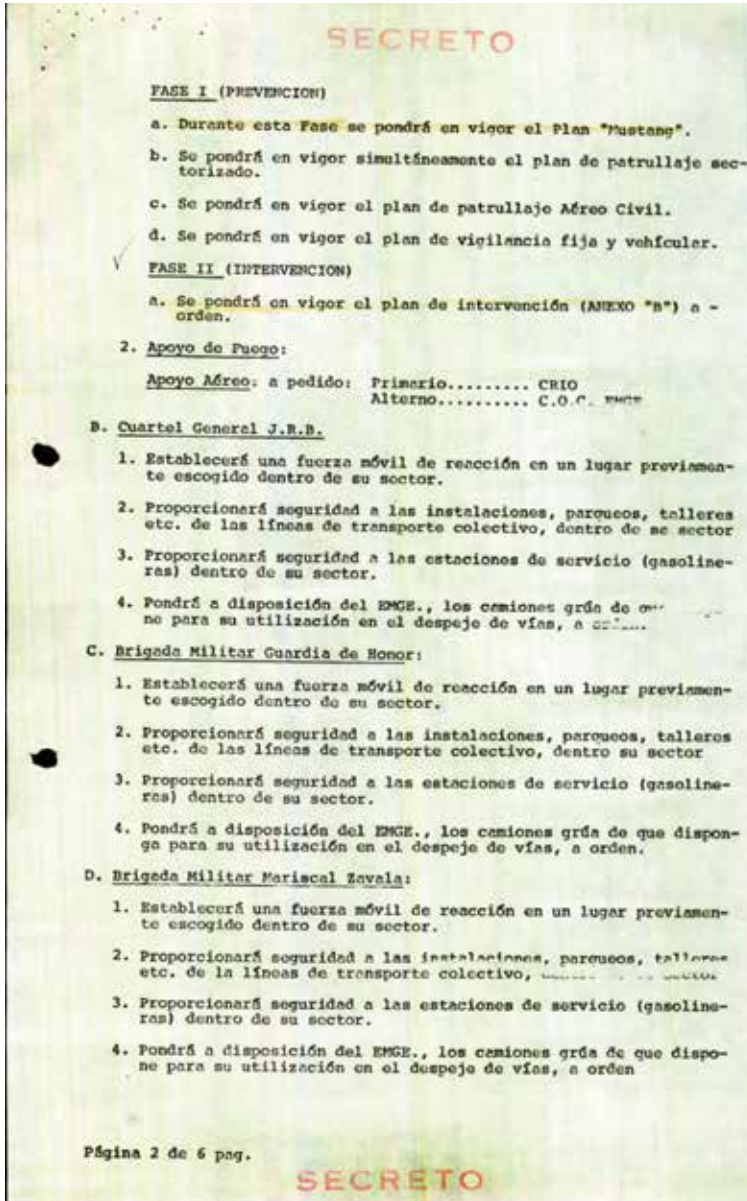 SECRETO
FASE I (PREVENCION)
a. Durante esta Fase se pondrá en vigor el Plan "Mustang".
b. Se pondrá en vigor simultáneamente el plan de patrullaje sec-
torizado.
c. Se pondrá en vigor el plan de patrullaje Aéreo Civil.
d. Se pondrá en vigor el plan de vigilancia fija y vehícular.
FASE II (INTERVENCION)
a. Se pondrá en vigor el plan de intervención (ANEXO "B") a -
orden.
2. Apoyo de Fuego:
Apoyo Aéreo: a pedido: Primario......... CRIO
Alterno.......... C.O.C. EMGE
B. Cuartel General J.R.B.
1. Establecerá una fuerza móvil de reacción en un lugar previamen-
te escogido dentro de su sector.
2. Proporcionará seguridad a las instalaciones, parqueos, talleres
etc. de las líneas de transporte colectivo, dentro de se sector
3. Proporcionará seguridad a las estaciones de servicio (gasoline-
ras) dentro de su sector.
4. Pondrá a disposición del EMGE., los camiones grúa de
ne para su utilización en el despeje de vías, a
C. Brigada Militar Guardia de Honor:
1. Establecerá una fuerza móvil de reacción en un lugar previamen-
te escogido dentro de su sector.
2. Proporcionará seguridad a las instalaciones, parqueos, talleres
etc. de las líneas de transporte colectivo, dentro su sector
3. Proporcionará seguridad a las estaciones de servicio (gasoline-
ras) dentro de su sector.
4. Pondrá a disposición del EMGE., los camiones grúa de que dispon-
ga para su utilización en el despeje de vías, a orden.
D. Brigada Militar Mariscal Zavala:
1. Establecerá una fuerza móvil de reacción en un lugar previamen-
te escogido dentro de su sector.
2. Proporcionará seguridad a las instalaciones, parqueos, talleres
etc. de la líneas de transporte colectivo, sector
3. Proporcionará seguridad a las estaciones de servicio (gasoline-
ras) dentro de su sector.
4. Pondrá a disposición del EMGE., los camiones grúa de que dispo-
ne para su utilización en el despeje de vías, a orden
Página 2 de 6 pag.
SECRETO